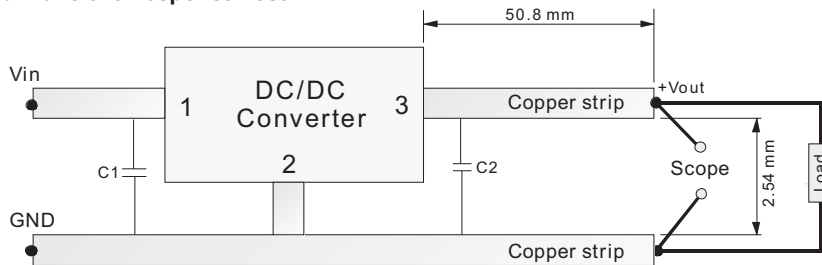 50.8 mm
Vin
+Vout
DC/DC
Converter
1
3
2
Copper strip
C1
C2
Scope
2.54 mm
Load
GND
Copper strip